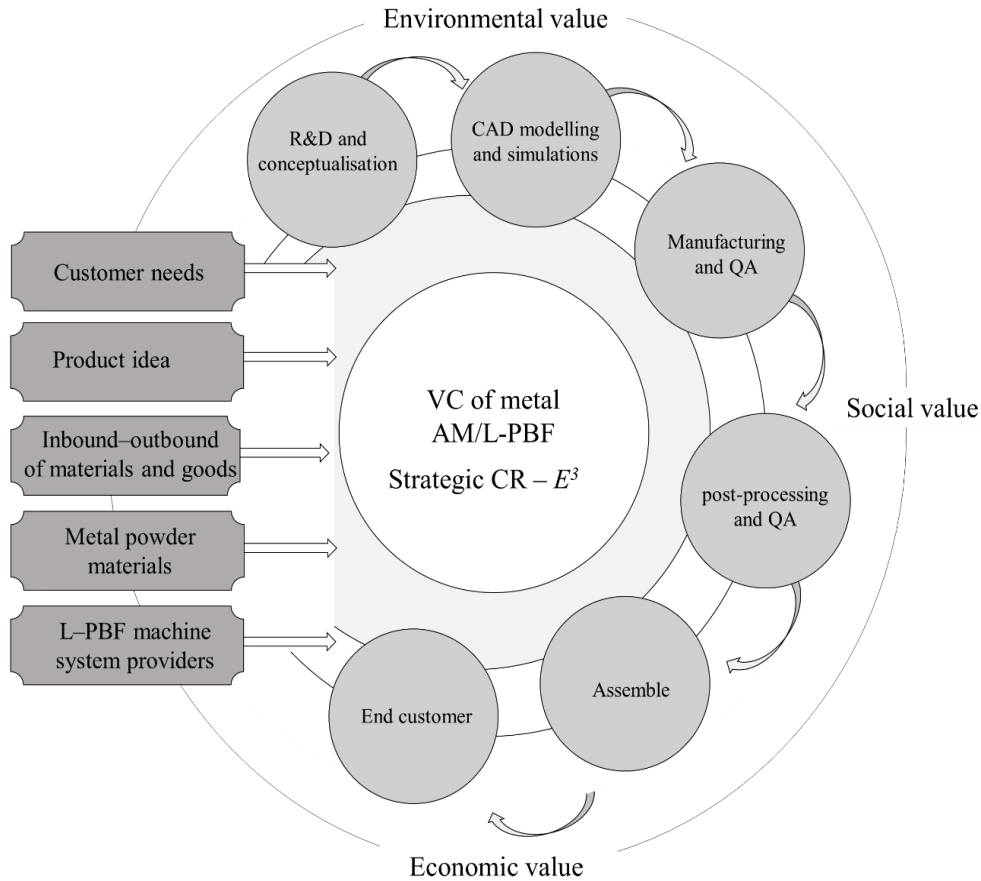 Environmental value
R&D and
conceptualisation
CAD modelling
and simulations
Manufacturing
and QA
post-processing
and QA
Assemble
End customer
Customer needs
Product idea
Inbound–outbound
of materials and goods
Metal powder
materials
L–PBF machine
system providers
VC of metal
AM/L-PBF
Strategic CR – E³
Social value
Economic value